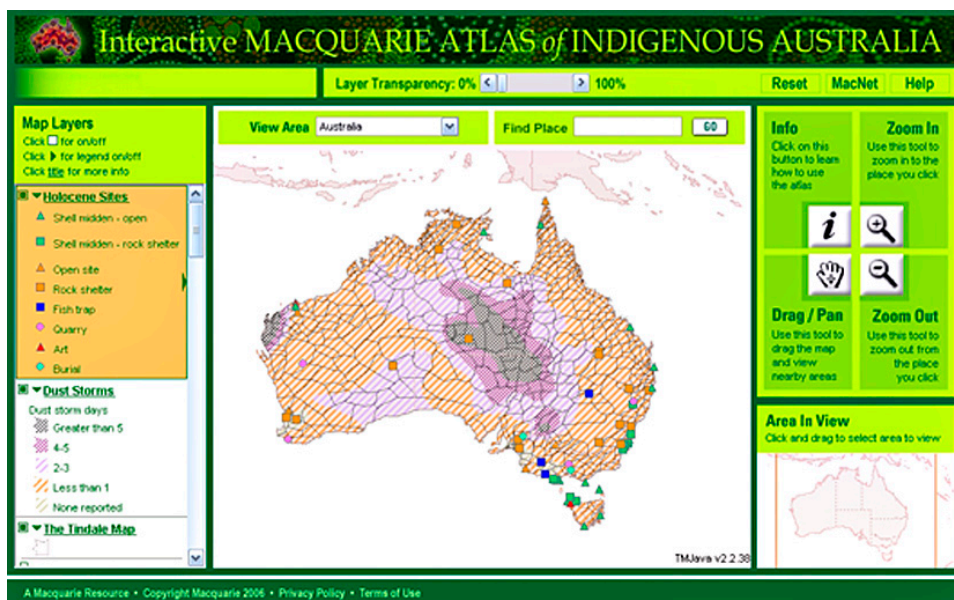 Interactive MACQUARIE ATLAS of INDIGENOUS AUSTRALIA
Layer Transparency: 0% 100%
Reset MacNet Help
Map Layers
Click for on/off
Click for legend on/off
Click title for more info
Holocene Sites
Shell midden - open
Shell midden - rock shelter
Open site
Rock shelter
Fish trap
Quarry
Art
Burial
Dust Storms
Dust storm days
Greater than 5
4-5
2-3
Less than 1
None reported
The Tindale Map
View Area Australia
Find Place GO
TMJava v2.2.38
Info
Click on this
button to learn
how to use
the atlas
Zoom In
Use this tool to
zoom in to the
place you click
i
Drag / Pan
Use this tool to
drag the map
and view
nearby areas
Zoom Out
Use this tool to
zoom out from
the place
you click
Area In View
Click and drag to select area to view
A Macquarie Resource • Copyright Macquarie 2006 • Privacy Policy • Terms of Use